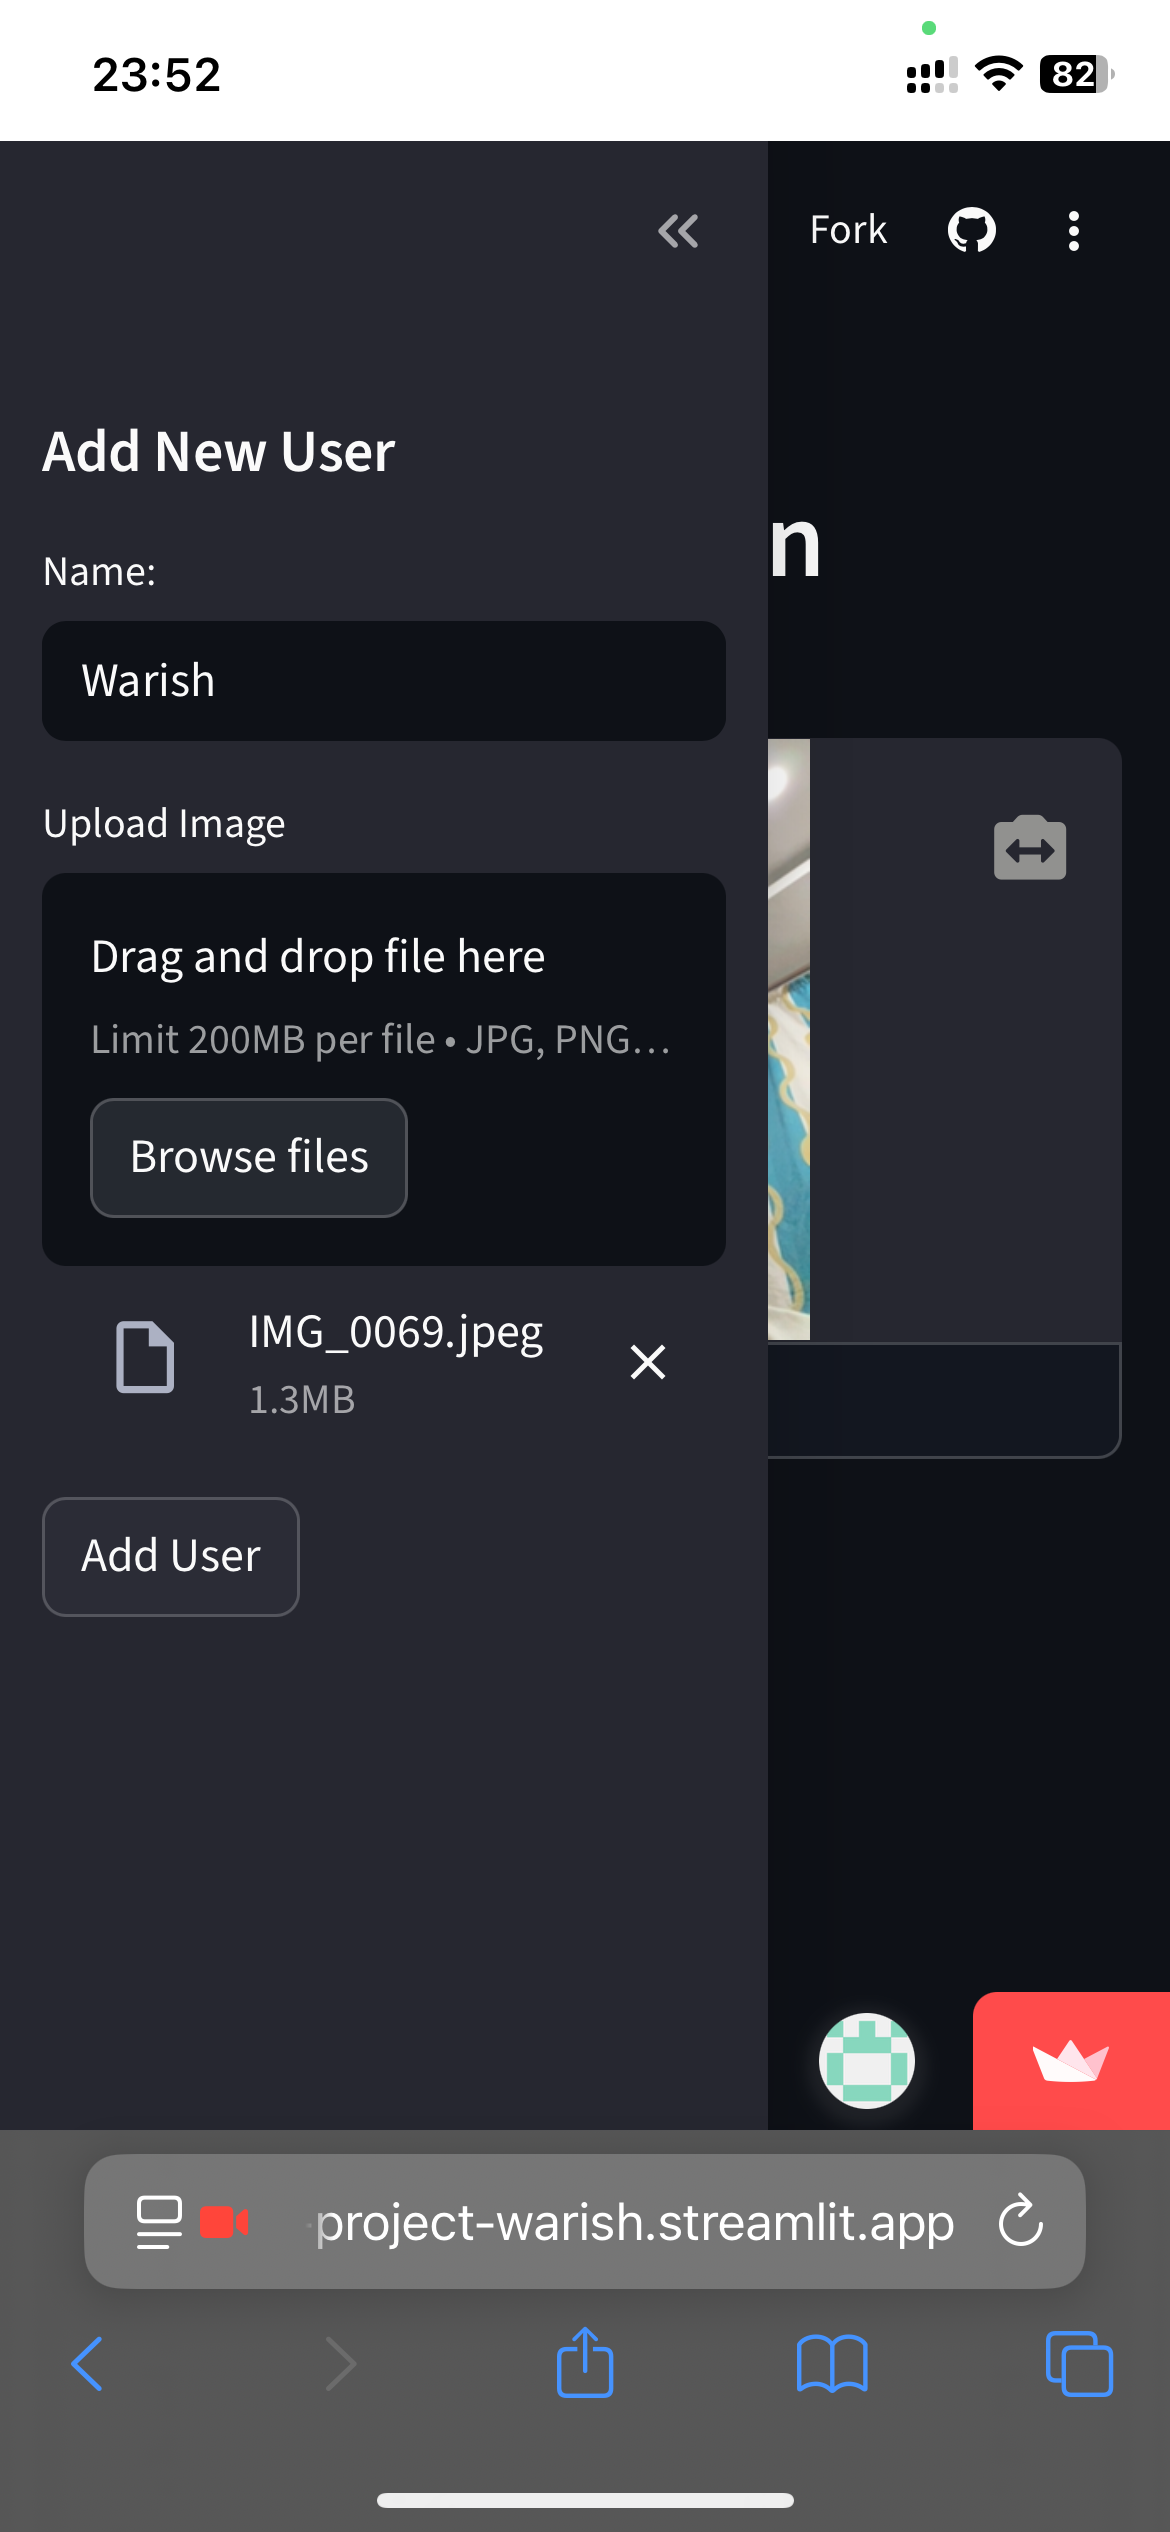 23:52
82
Fork
Add New User
n
Name:
Warish
Upload Image
Drag and drop file here
Limit 200MB per file • JPG, PNG...
Browse files
IMG_0069.jpeg
1.3MB
Add User
project-warish.streamlit.app